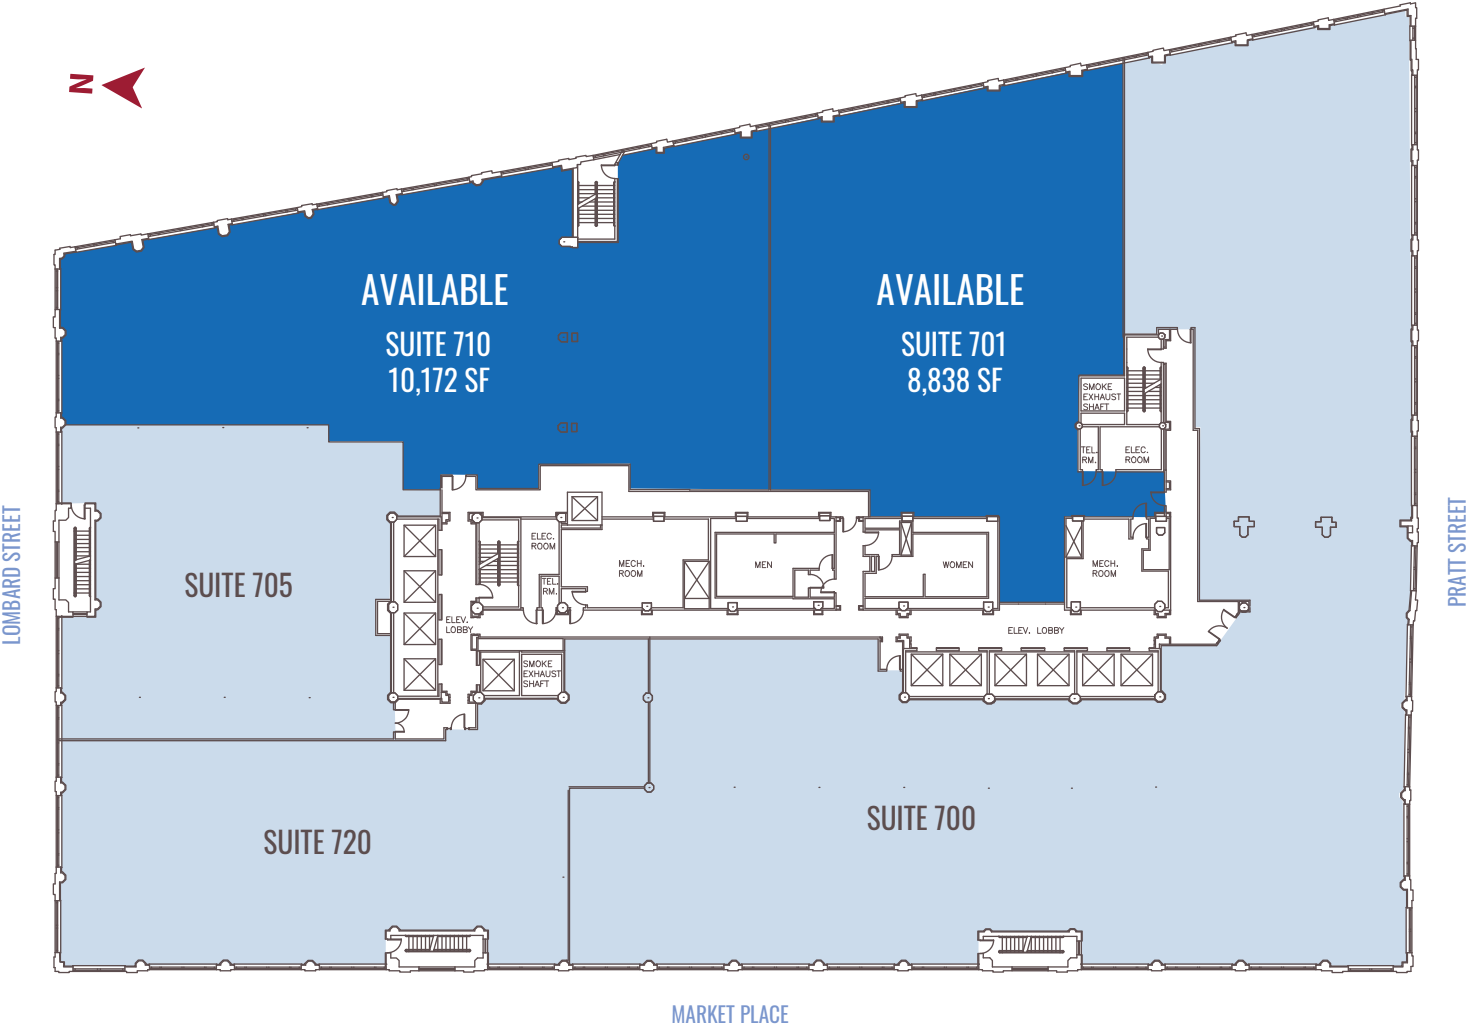 N
AVAILABLE
SUITE 710
10,172 SF
AVAILABLE
SUITE 701
8,838 SF
SMOKE
EXHAUST
SHAFT
TEL.
RM.
ELEC.
ROOM
ELEC.
ROOM
TEL.
RM.
MECH.
ROOM
MEN
WOMEN
MECH.
ROOM
ELEV.
LOBBY
ELEV. LOBBY
SMOKE
EXHAUST
SHAFT
SUITE 705
SUITE 720
SUITE 700
LOMBARD STREET
PRATT STREET
MARKET PLACE